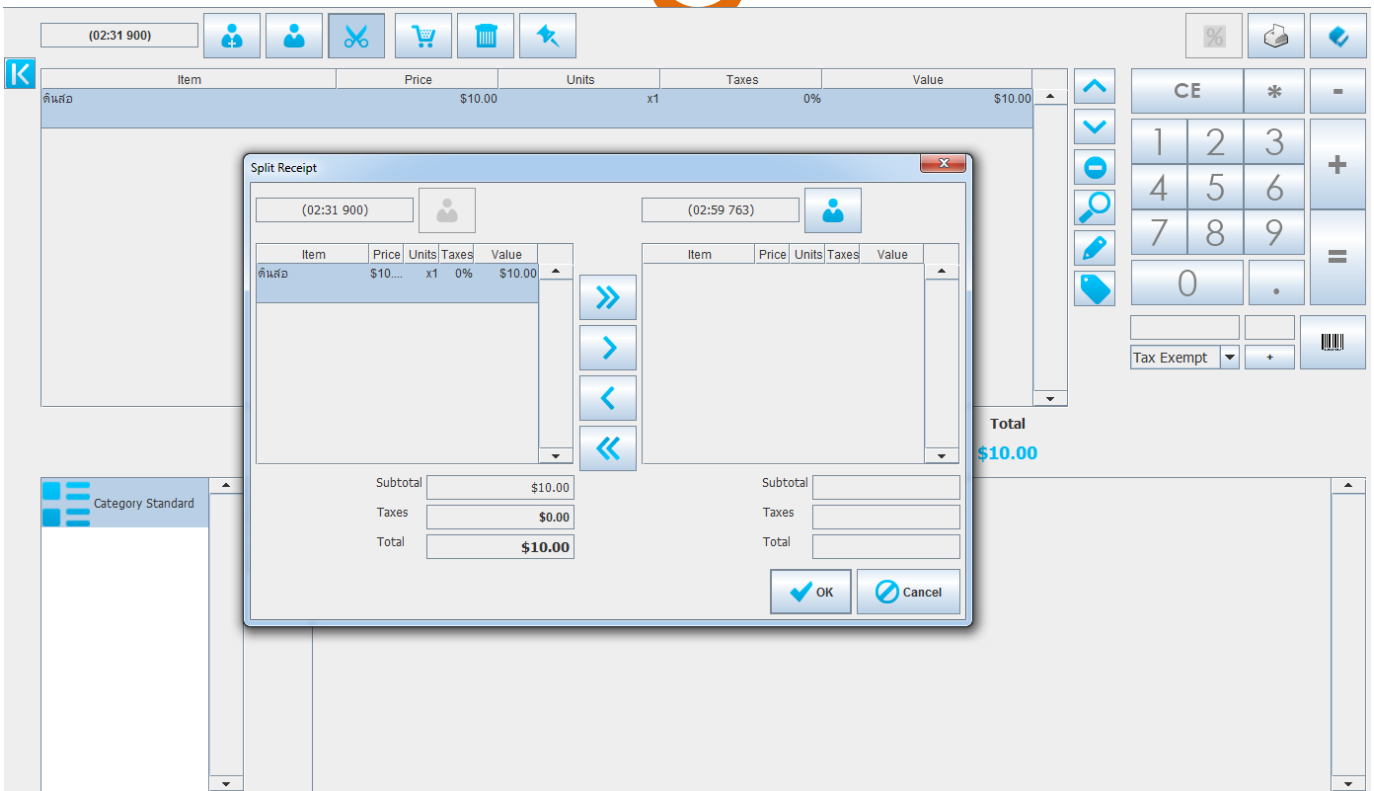 (02:31 900)
%
Item Price Units Taxes Value
ดินสอ $10.00 x1 0% $10.00
CE * -
1 2 3 +
4 5 6
7 8 9 =
0 .
Tax Exempt +
Total
$10.00
Category Standard
Split Receipt
(02:31 900) (02:59 763)
Item Price Units Taxes Value Item Price Units Taxes Value
ดินสอ $10.... x1 0% $10.00
Subtotal $10.00 Subtotal
Taxes $0.00 Taxes
Total $10.00 Total
OK Cancel